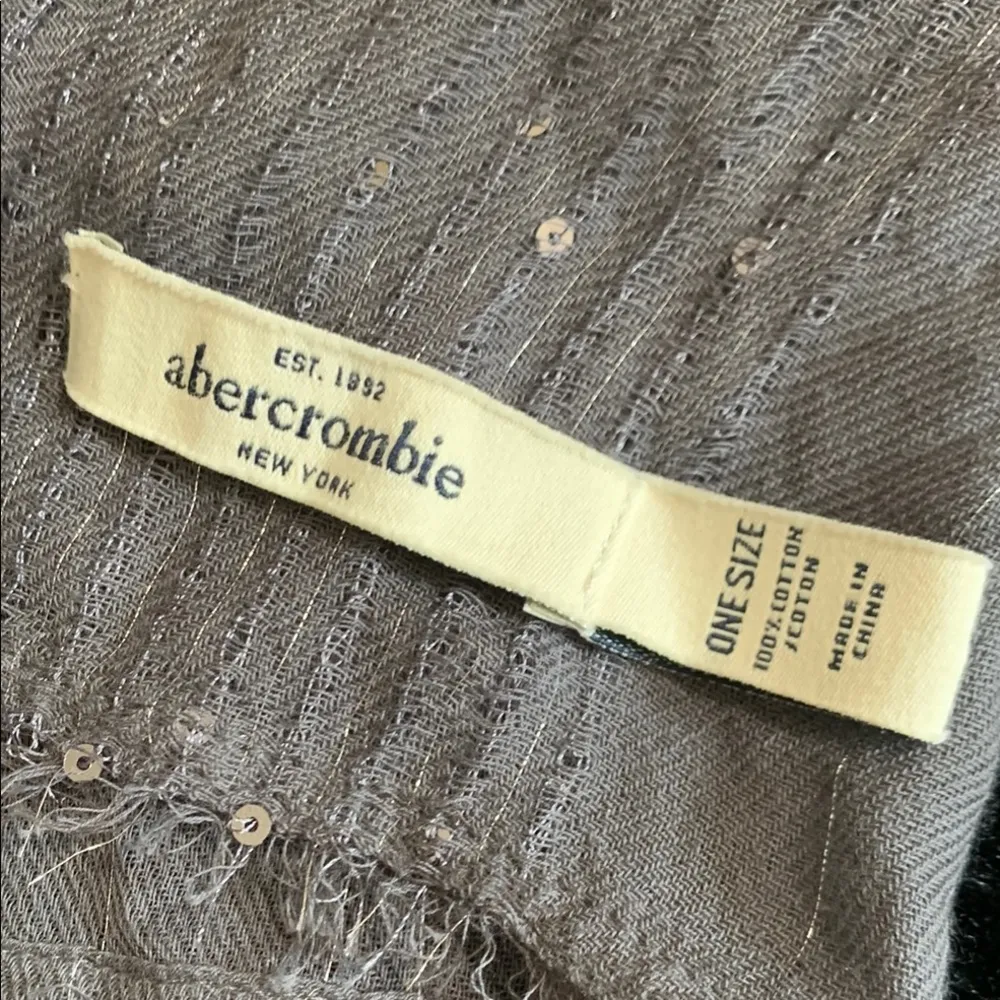 EST. 1892
abercrombie
NEW YORK
ONE SIZE
100% COTTON
/COTON
MADE IN
CHINA